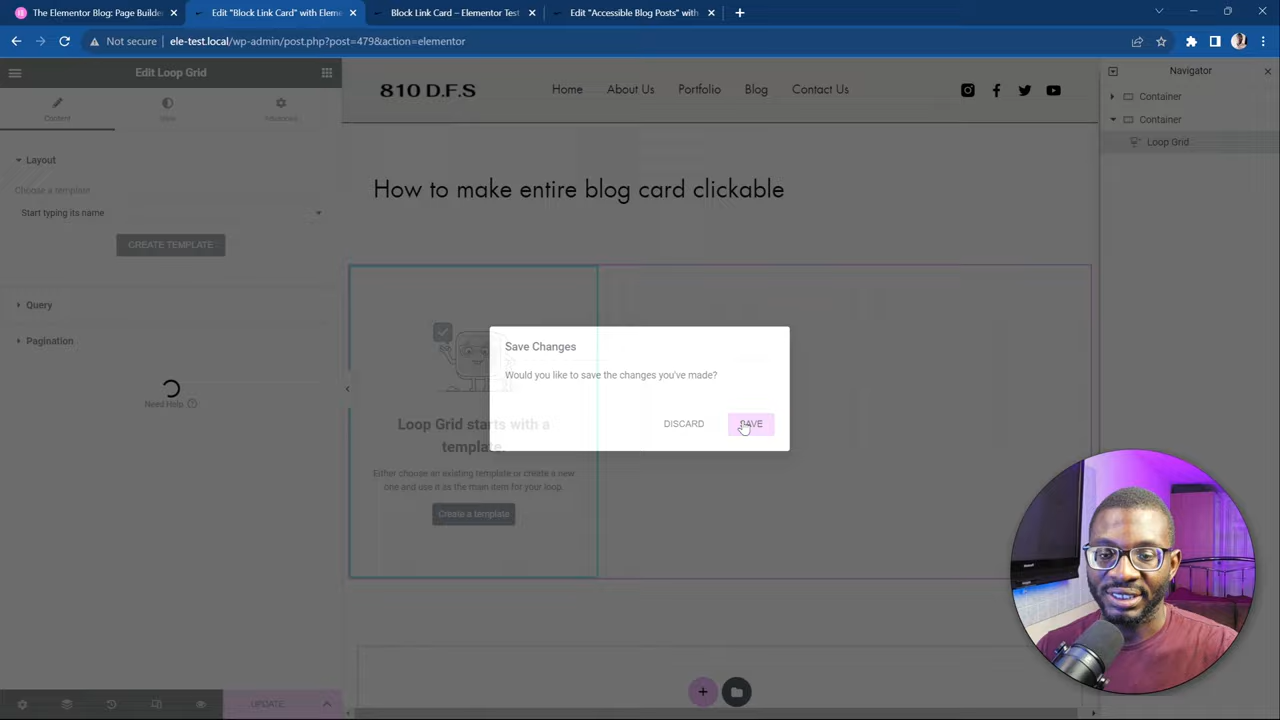 The Elementor Blog: Page Builder
Edit "Block Link Card" with Eleme
Block Link Card – Elementor Test
Edit "Accessible Blog Posts" with
Not secure
ele-test.local/wp-admin/post.php?post=479&action=elementor
Edit Loop Grid
Content
Style
Advanced
Layout
Choose a template
Start typing its name
CREATE TEMPLATE
Query
Pagination
Need Help
UPDATE
810 D.F.S
Home
About Us
Portfolio
Blog
Contact Us
How to make entire blog card clickable
Loop Grid starts with a
template.
Either choose an existing template or create a new
one and use it as the main item for your loop.
Create a template
Save Changes
Would you like to save the changes you've made?
DISCARD
SAVE
Navigator
Container
Container
Loop Grid